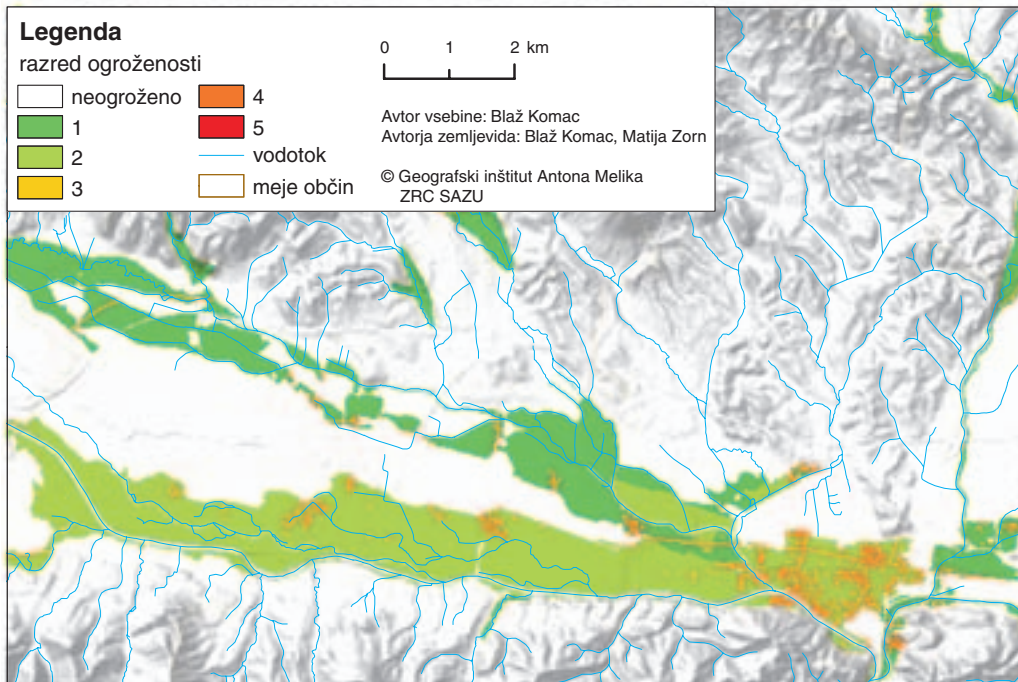 Legenda
razred ogroženosti
neogroženo
1
2
3
4
5
vodotok
meje občin
0 1 2 km
Avtor vsebine: Blaž Komac
Avtorja zemljevida: Blaž Komac, Matija Zorn
© Geografski inštitut Antona Melika
ZRC SAZU